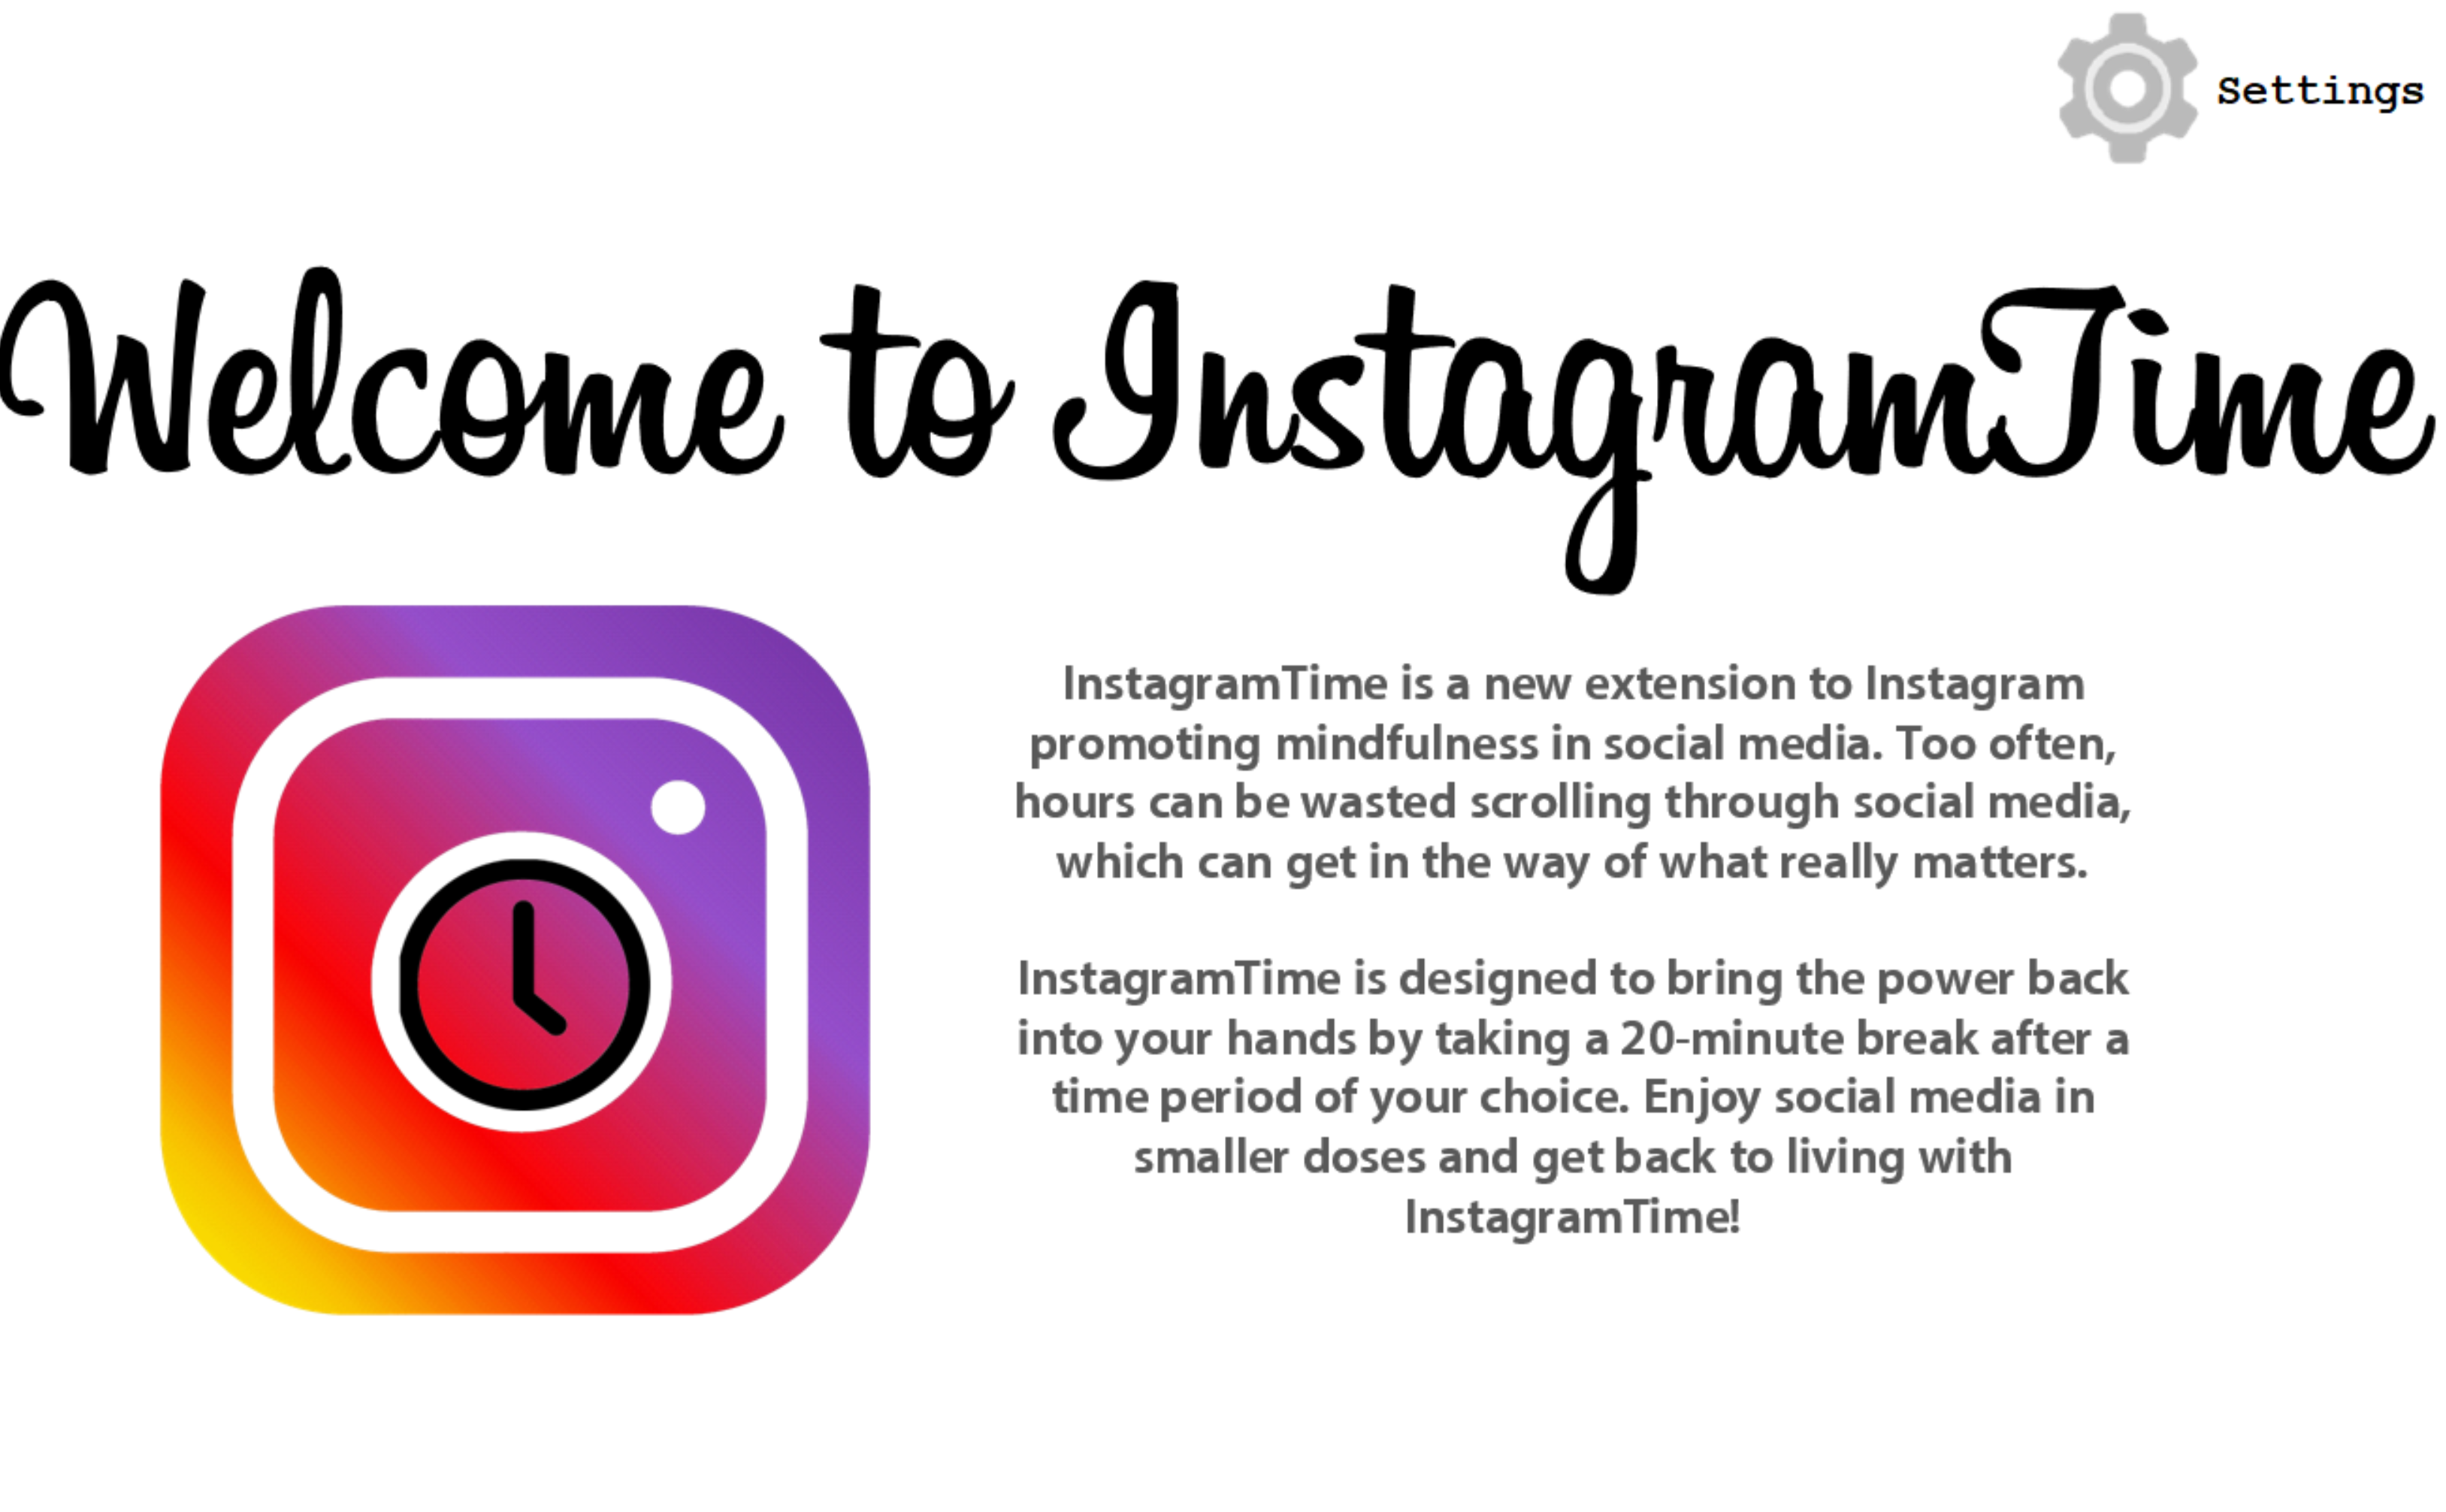 Settings
Welcome to InstagramTime
InstagramTime is a new extension to Instagram
promoting mindfulness in social media. Too often,
hours can be wasted scrolling through social media,
which can get in the way of what really matters.
InstagramTime is designed to bring the power back
into your hands by taking a 20-minute break after a
time period of your choice. Enjoy social media in
smaller doses and get back to living with
InstagramTime!